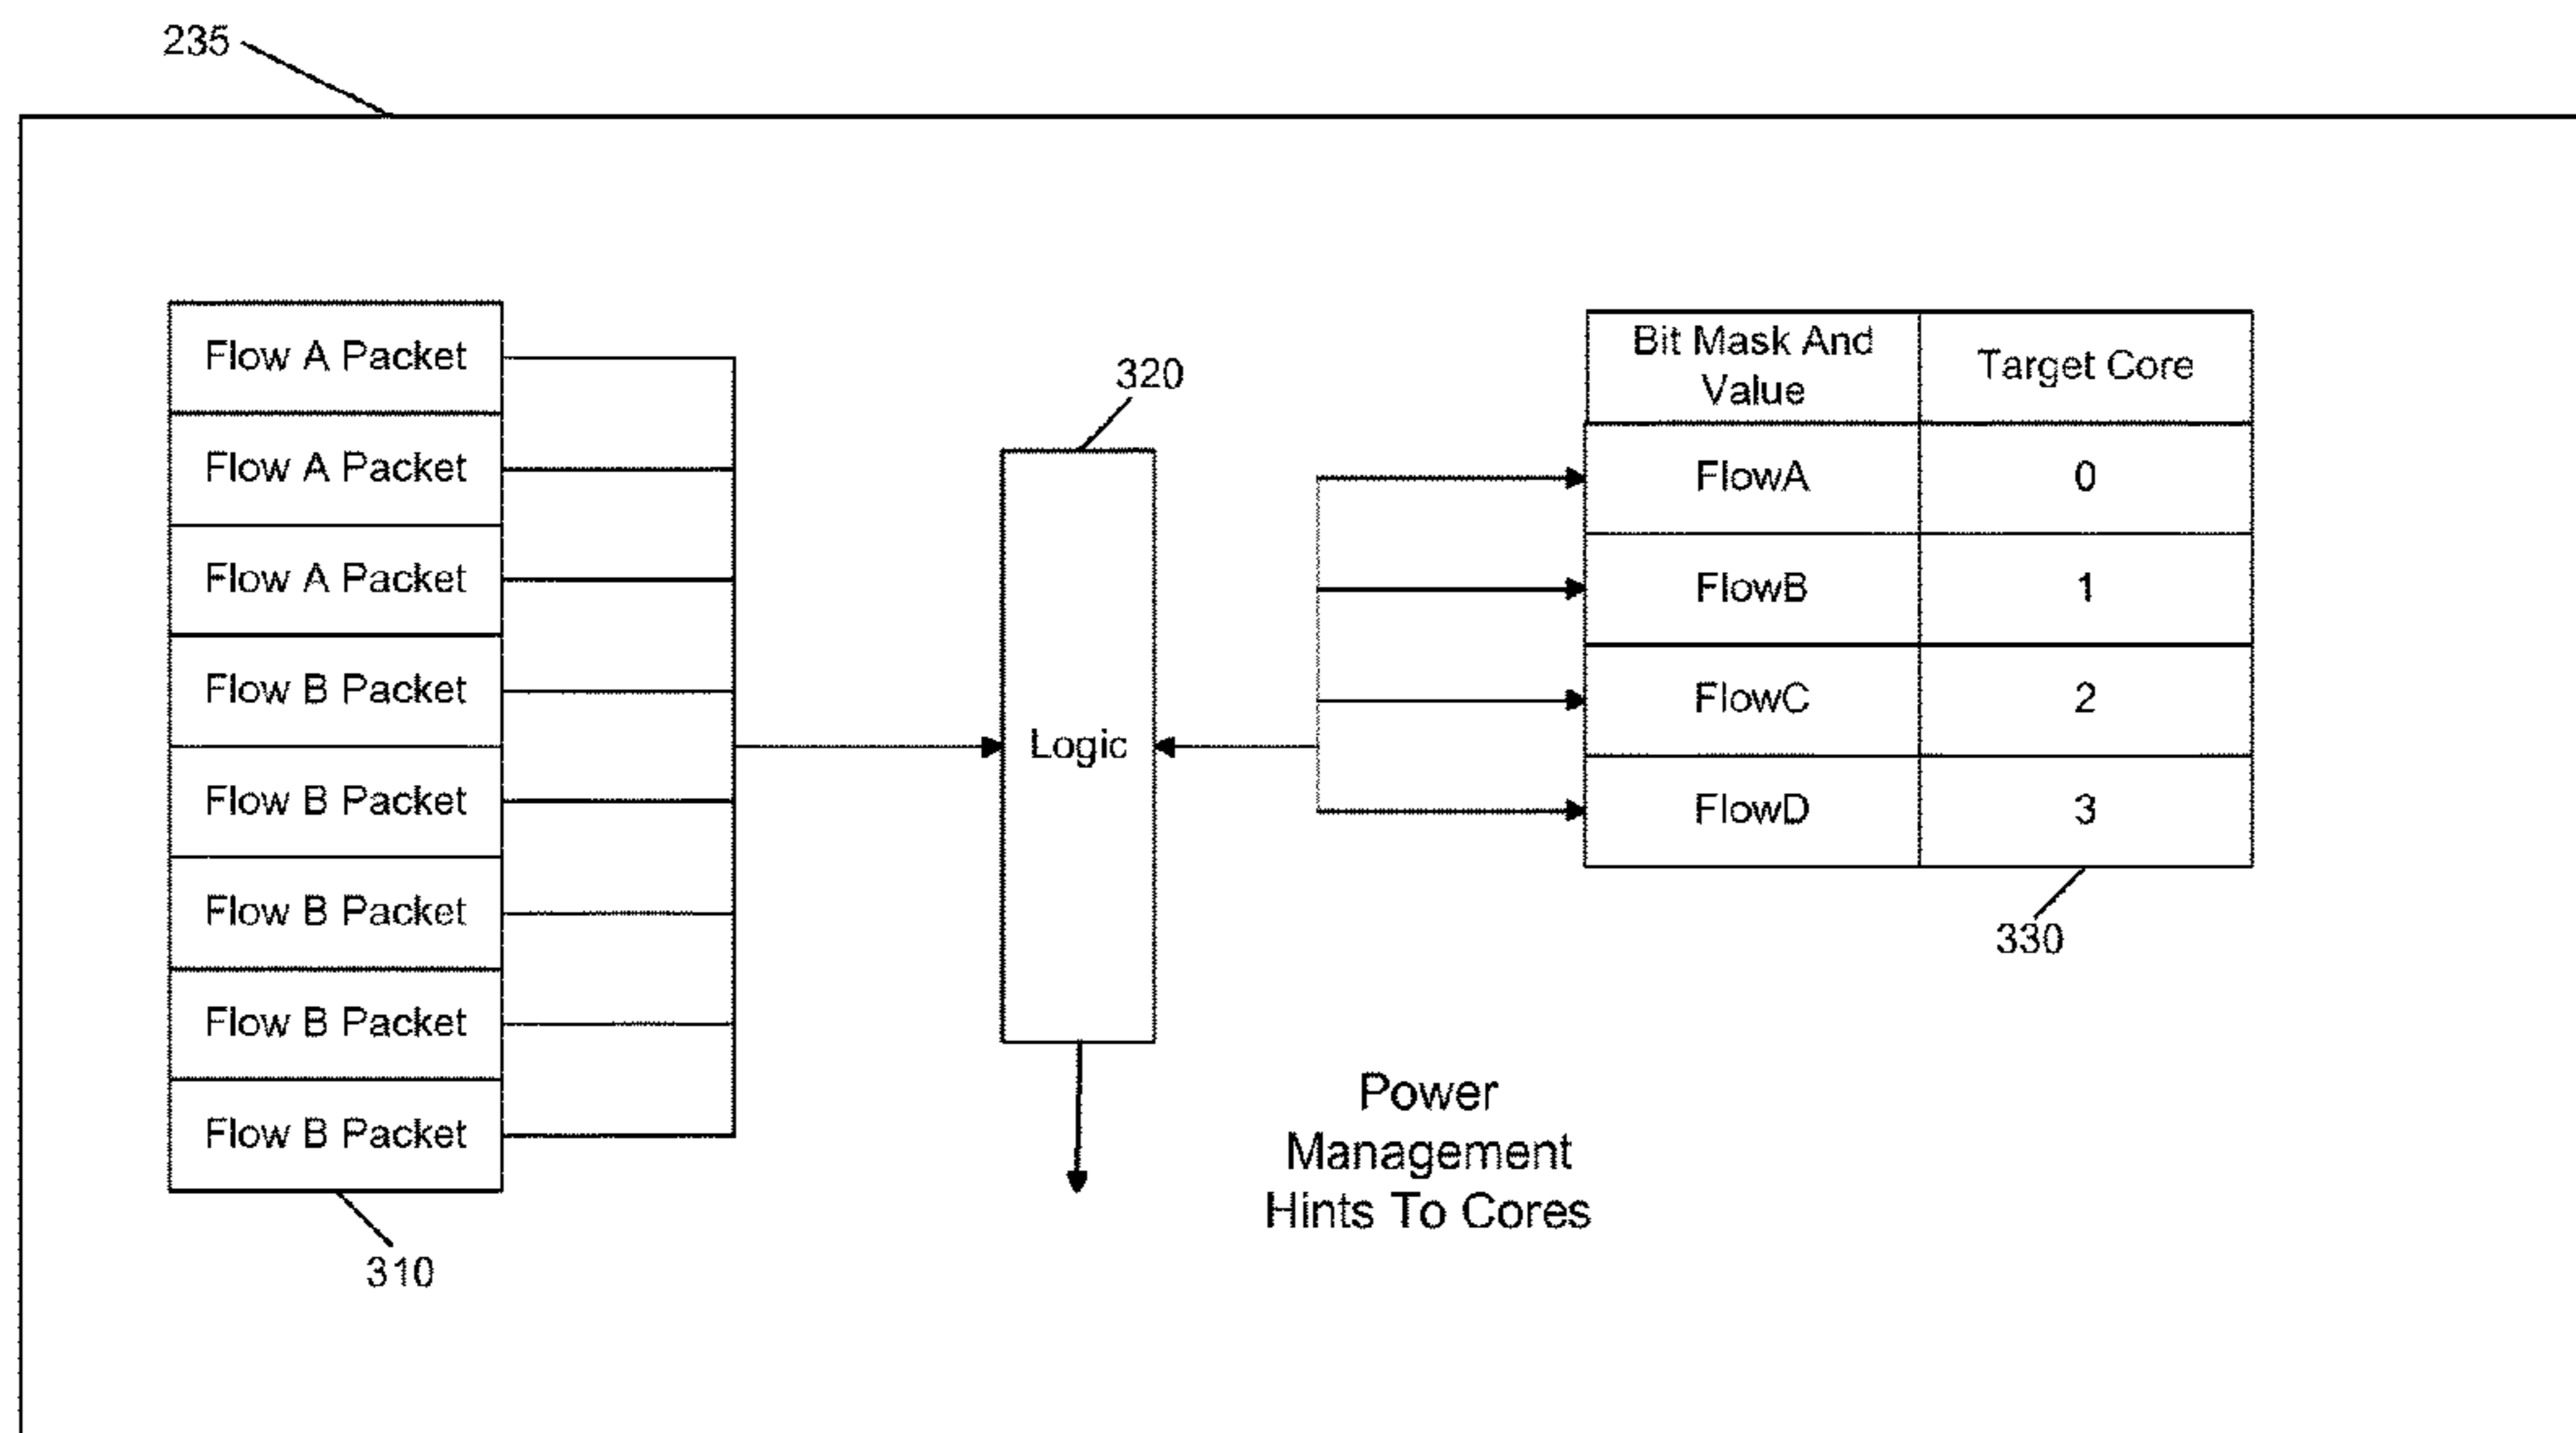 235
Flow A Packet
Flow A Packet
Flow A Packet
Flow B Packet
Flow B Packet
Flow B Packet
Flow B Packet
Flow B Packet
310
320
Logic
Power
Management
Hints To Cores
Bit Mask And
Value
Target Core
FlowA
0
FlowB
1
FlowC
2
FlowD
3
330